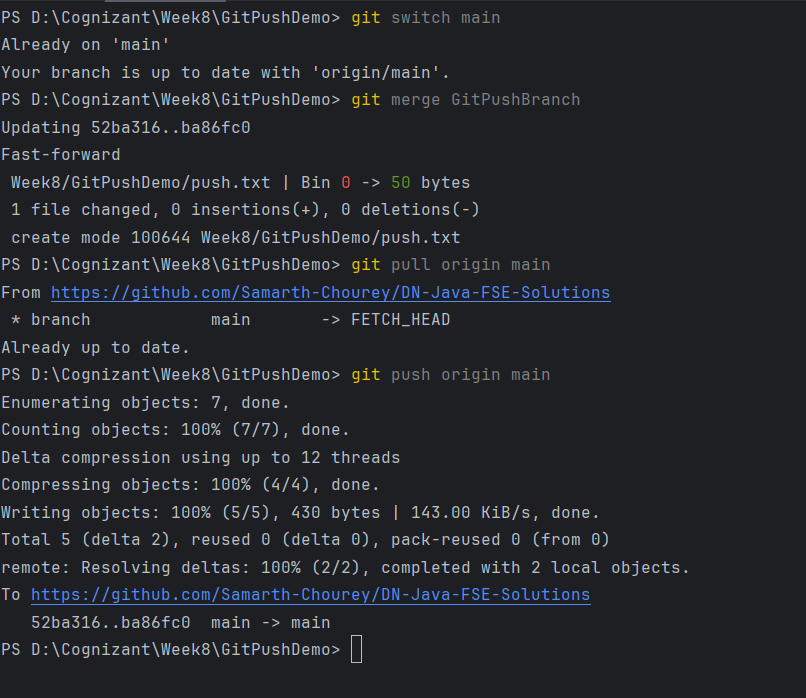 PS D:\Cognizant\Week8\GitPushDemo> git switch main
Already on 'main'
Your branch is up to date with 'origin/main'.
PS D:\Cognizant\Week8\GitPushDemo> git merge GitPushBranch
Updating 52ba316..ba86fc0
Fast-forward
 Week8/GitPushDemo/push.txt | Bin 0 -> 50 bytes
 1 file changed, 0 insertions(+), 0 deletions(-)
 create mode 100644 Week8/GitPushDemo/push.txt
PS D:\Cognizant\Week8\GitPushDemo> git pull origin main
From https://github.com/Samarth-Chourey/DN-Java-FSE-Solutions
 * branch            main       -> FETCH_HEAD
Already up to date.
PS D:\Cognizant\Week8\GitPushDemo> git push origin main
Enumerating objects: 7, done.
Counting objects: 100% (7/7), done.
Delta compression using up to 12 threads
Compressing objects: 100% (4/4), done.
Writing objects: 100% (5/5), 430 bytes | 143.00 KiB/s, done.
Total 5 (delta 2), reused 0 (delta 0), pack-reused 0 (from 0)
remote: Resolving deltas: 100% (2/2), completed with 2 local objects.
To https://github.com/Samarth-Chourey/DN-Java-FSE-Solutions
   52ba316..ba86fc0  main -> main
PS D:\Cognizant\Week8\GitPushDemo>